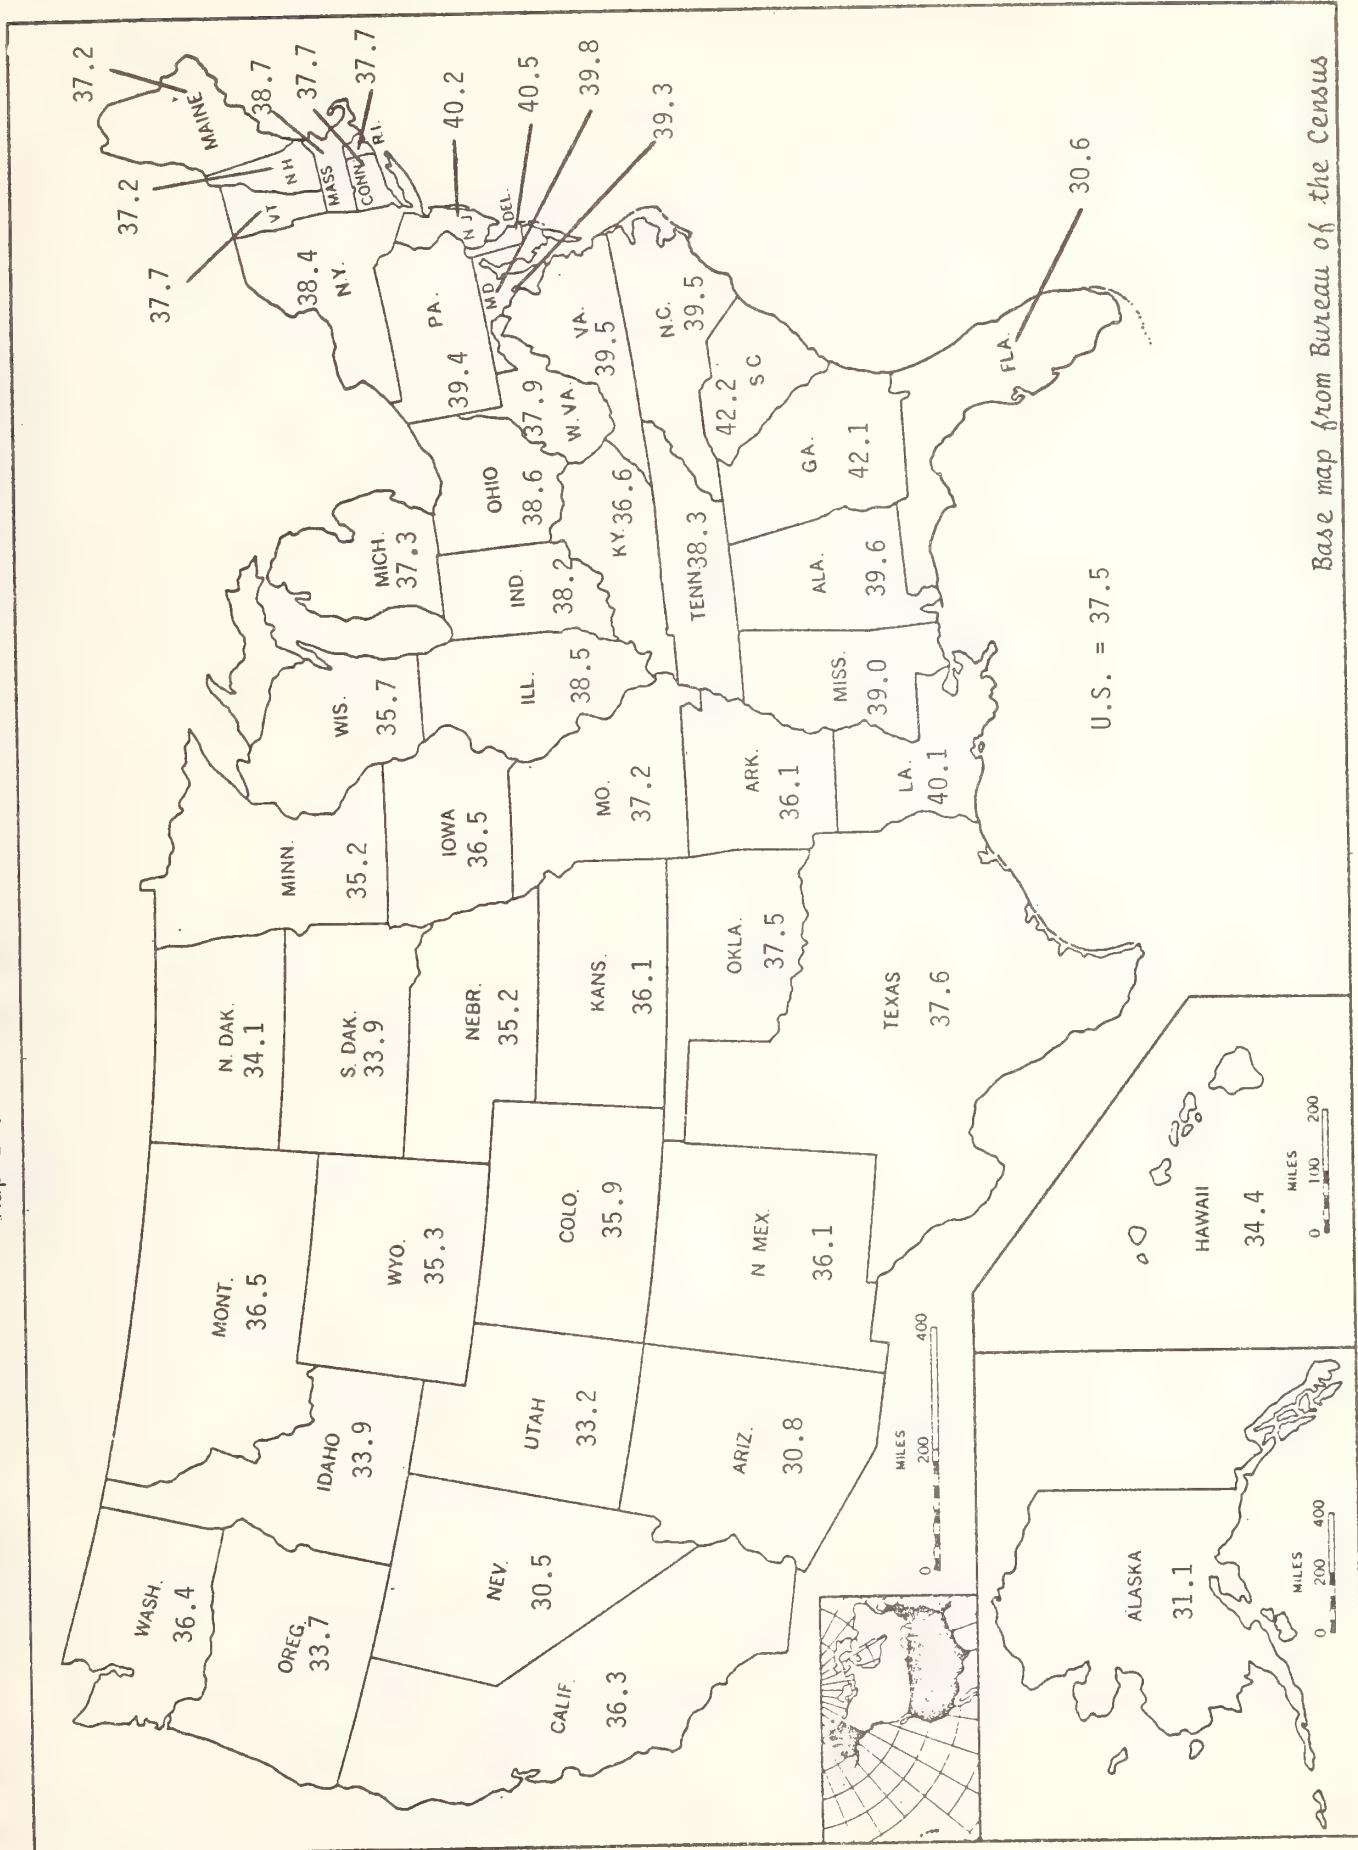 WASH.
36.4
OREG.
33.7
CALIF.
36.3
NEV.
30.5
IDAHO
33.9
MONT.
36.5
WYO.
35.3
UTAH
33.2
ARIZ.
30.8
COLO.
35.9
N MEX.
36.1
N. DAK.
34.1
S. DAK.
33.9
NEBR.
35.2
KANS.
36.1
OKLA.
37.5
TEXAS
37.6
MINN.
35.2
IOWA
36.5
MO.
37.2
ARK.
36.1
LA.
40.1
WIS.
35.7
ILL.
38.5
MICH.
37.3
IND.
38.2
OHIO
38.6
KY. 36.6
TENN. 38.3
MISS.
39.0
ALA.
39.6
GA.
42.1
FLA.
30.6
42.2
S C
N.C.
39.5
VA.
39.5
37.9
W.VA.
PA.
39.4
38.4
N.Y.
37.7
VT
37.2
NH
37.2
MAINE
38.7
MASS
37.7
CONN.
37.7
R.I.
40.2
N J
40.5
DEL.
39.8
MD.
39.3
U.S. = 37.5
MILES
0 200 400
ALASKA
31.1
MILES
0 200 400
HAWAII
34.4
MILES
0 100 200
Base map from Bureau of the Census